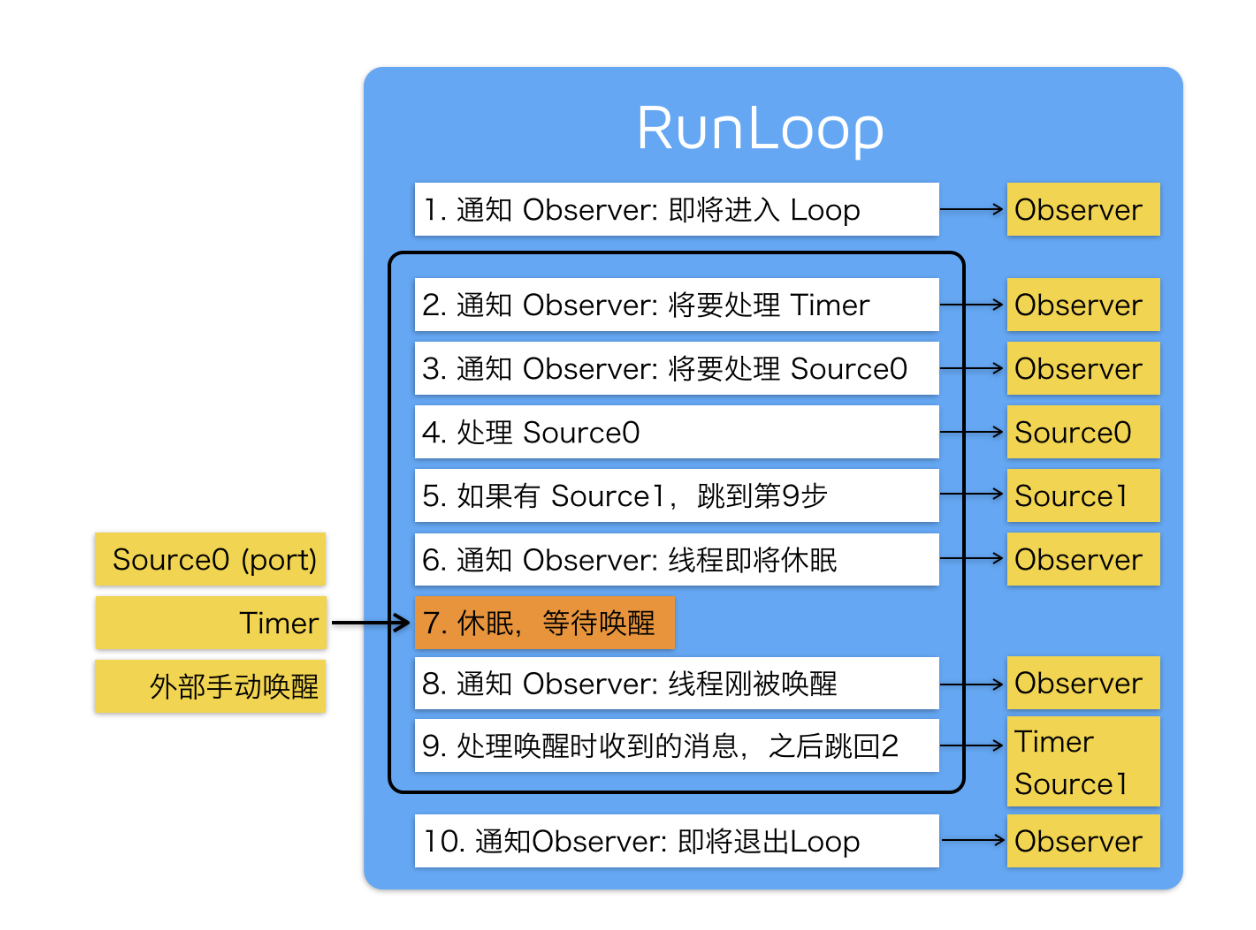 RunLoop
1. 通知 Observer: 即将进入 Loop
Observer
2. 通知 Observer: 将要处理 Timer
Observer
3. 通知 Observer: 将要处理 Source0
Observer
4. 处理 Source0
Source0
5. 如果有 Source1，跳到第9步
Source1
Source0 (port)
6. 通知 Observer: 线程即将休眠
Observer
Timer
7. 休眠，等待唤醒
外部手动唤醒
8. 通知 Observer: 线程刚被唤醒
Observer
9. 处理唤醒时收到的消息，之后跳回2
Timer
Source1
10. 通知Observer: 即将退出Loop
Observer